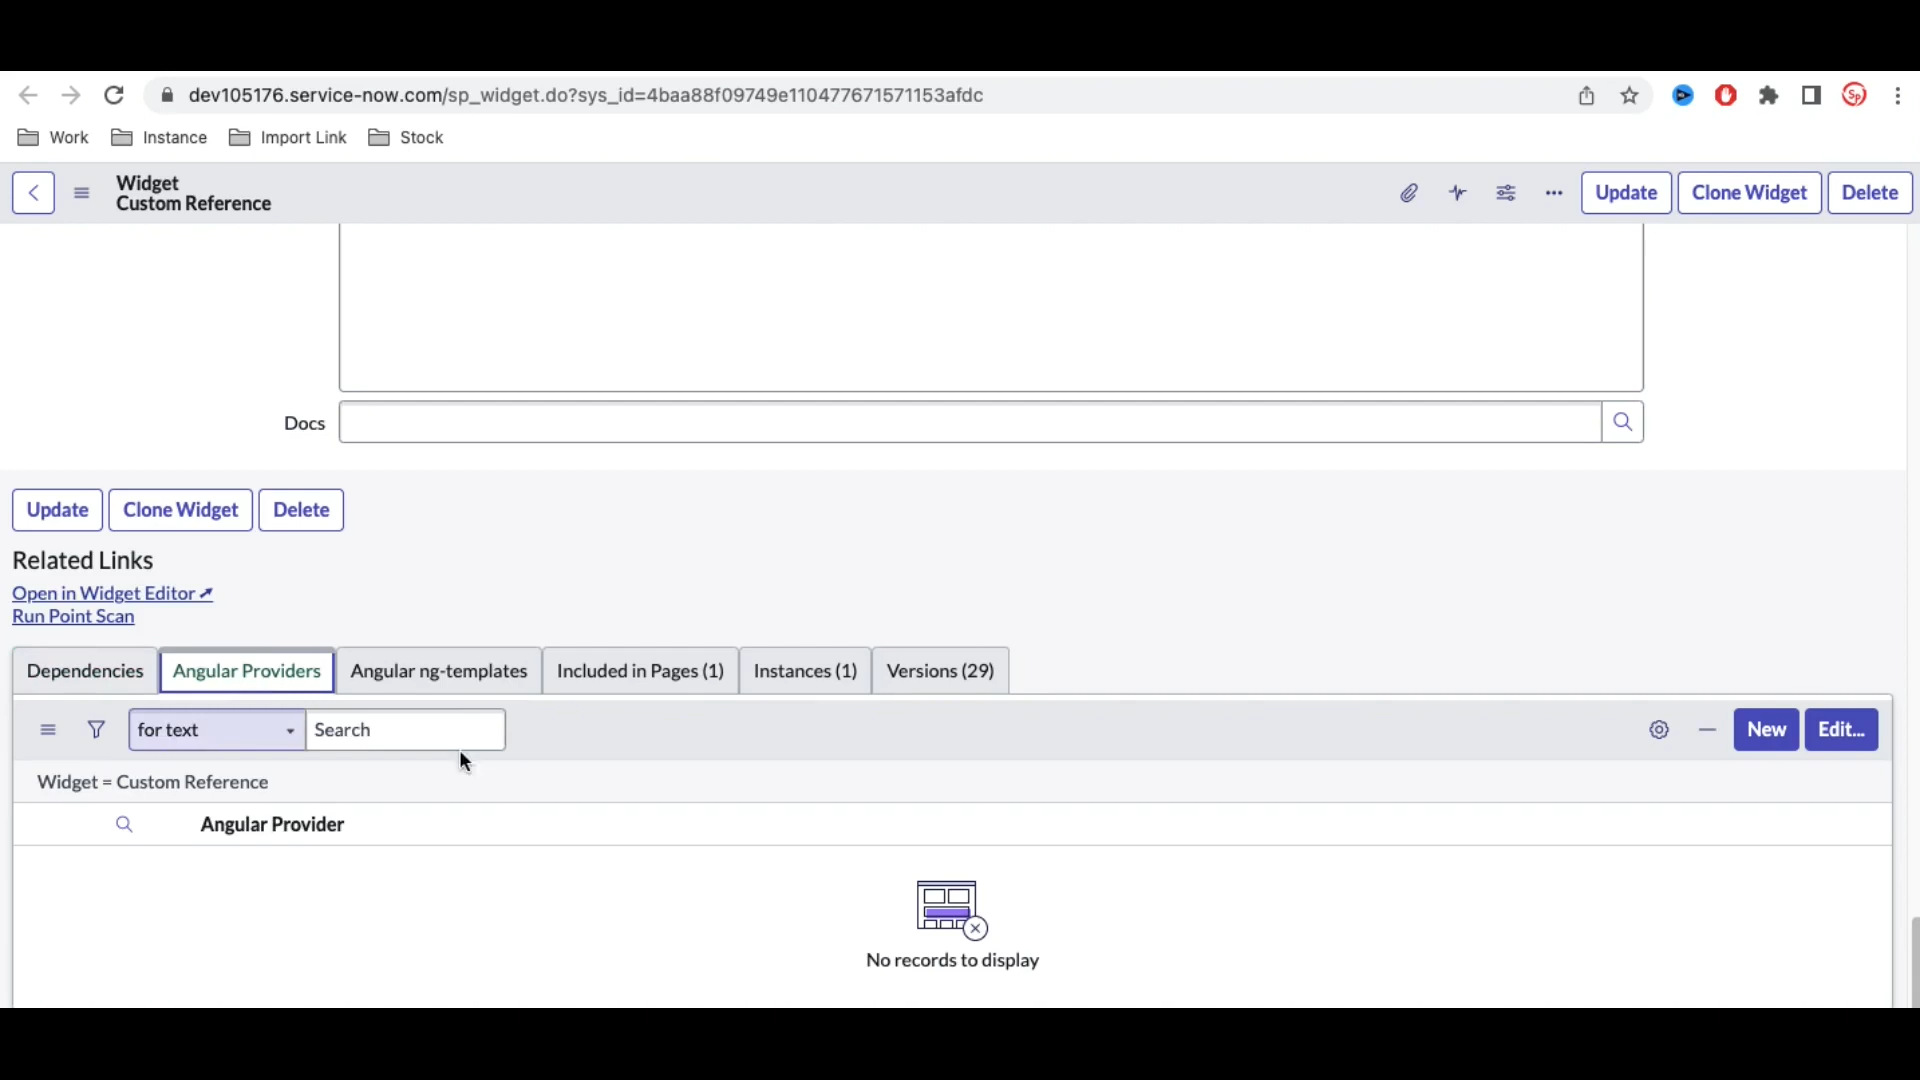 dev105176.service-now.com/sp_widget.do?sys_id=4baa88f09749e110477671571153afdc
Sp
Work Instance Import Link Stock
Widget
Custom Reference
Update Clone Widget Delete
Docs
Update Clone Widget Delete
Related Links
Open in Widget Editor
Run Point Scan
Dependencies Angular Providers Angular ng-templates Included in Pages (1) Instances (1) Versions (29)
for text Search New Edit...
Widget = Custom Reference
Angular Provider
No records to display